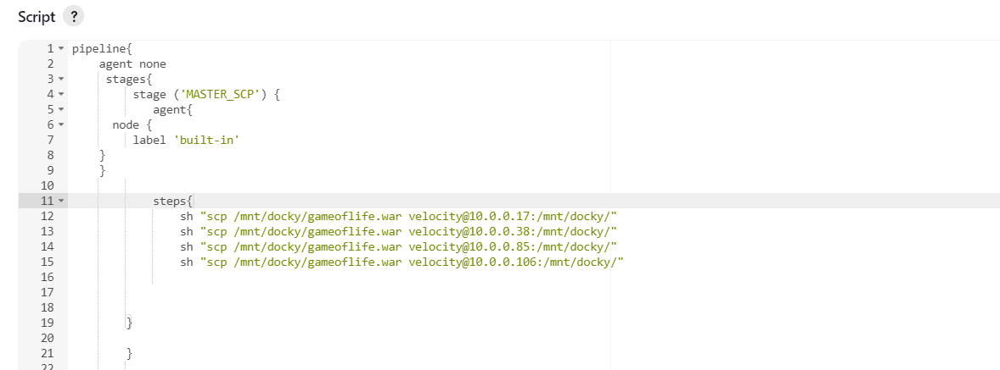 Script ?
1 pipeline{
2 agent none
3 stages{
4 stage ('MASTER_SCP') {
5 agent{
6 node {
7 label 'built-in'
8 }
9 }
10
11 steps{
12 sh "scp /mnt/docky/gameoflife.war velocity@10.0.0.17:/mnt/docky/"
13 sh "scp /mnt/docky/gameoflife.war velocity@10.0.0.38:/mnt/docky/"
14 sh "scp /mnt/docky/gameoflife.war velocity@10.0.0.85:/mnt/docky/"
15 sh "scp /mnt/docky/gameoflife.war velocity@10.0.0.106:/mnt/docky/"
16
17
18
19 }
20
21 }
22